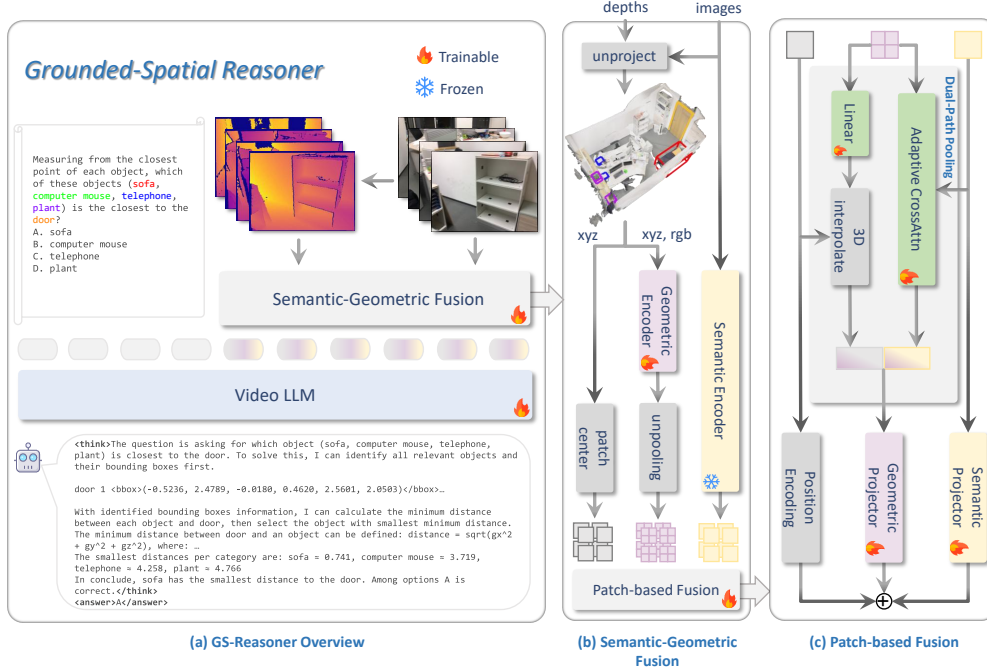 Grounded-Spatial Reasoner
Trainable
Frozen
Measuring from the closest
point of each object, which
of these objects (sofa,
computer mouse, telephone,
plant) is the closest to the
door?
A. sofa
B. computer mouse
C. telephone
D. plant
Semantic-Geometric Fusion
Video LLM
<think>The question is asking for which object (sofa, computer mouse, telephone,
plant) is closest to the door. To solve this, I can identify all relevant objects and
their bounding boxes first.
door 1 <bbox>(-0.5236, 2.4789, -0.0180, 0.4620, 2.5601, 2.0503)</bbox>…
With identified bounding boxes information, I can calculate the minimum distance
between each object and door, then select the object with smallest minimum distance.
The minimum distance between door and an object can be defined: distance = sqrt(gx^2
+ gy^2 + gz^2), where: …
The smallest distances per category are: sofa ≈ 0.741, computer mouse ≈ 3.719,
telephone ≈ 4.258, plant ≈ 4.766
In conclude, sofa has the smallest distance to the door. Among options A is
correct.</think>
<answer>A</answer>
(a) GS-Reasoner Overview
depths
images
unproject
xyz
xyz, rgb
Geometric
Encoder
Semantic Encoder
patch
center
unpooling
Patch-based Fusion
(b) Semantic-Geometric
Fusion
Linear
Adaptive CrossAttn
Dual-Path Pooling
3D
interpolate
Position
Encoding
Geometric
Projector
Semantic
Projector
(c) Patch-based Fusion